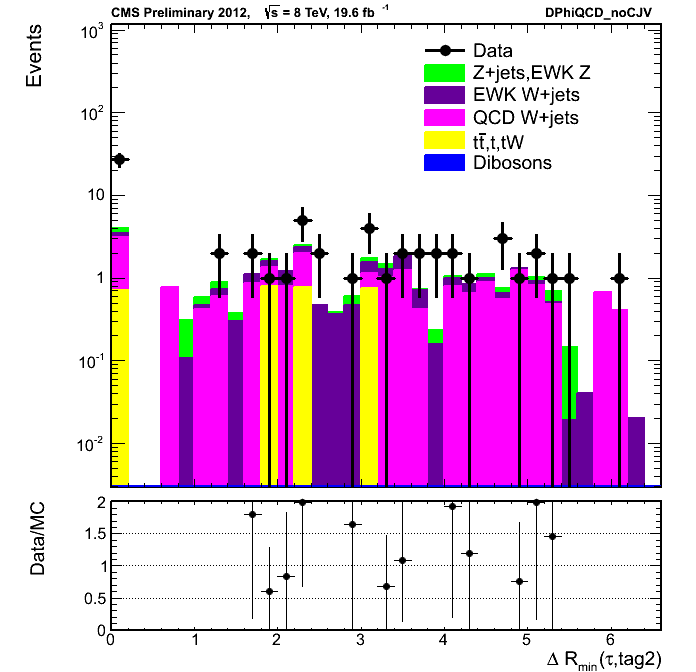 CMS Preliminary 2012, √s = 8 TeV, 19.6 fb⁻¹ DPhiQCD_noCJV
Events
10³
10²
10
1
10⁻¹
10⁻²
Data
Z+jets,EWK Z
EWK W+jets
QCD W+jets
tt̄,t,tW
Dibosons
Data/MC
2
1.5
1
0.5
0
0 1 2 3 4 5 6
Δ R_min(τ,tag2)